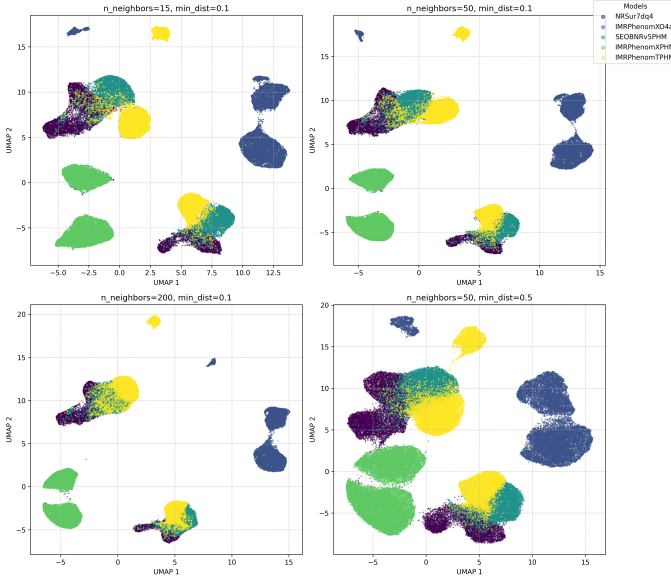 n_neighbors=15, min_dist=0.1
UMAP 2
15
10
5
0
−5
−5.0
−2.5
0.0
2.5
5.0
7.5
10.0
12.5
UMAP 1
n_neighbors=50, min_dist=0.1
UMAP 2
15
10
5
0
−5
−5
0
5
10
15
UMAP 1
Models
NRSur7dq4
IMRPhenomXO4a
SEOBNRv5PHM
IMRPhenomXPHM
IMRPhenomTPHM
n_neighbors=200, min_dist=0.1
UMAP 2
20
15
10
5
0
−5
−5
0
5
10
15
UMAP 1
n_neighbors=50, min_dist=0.5
UMAP 2
20
15
10
5
0
−5
−5
0
5
10
15
UMAP 1